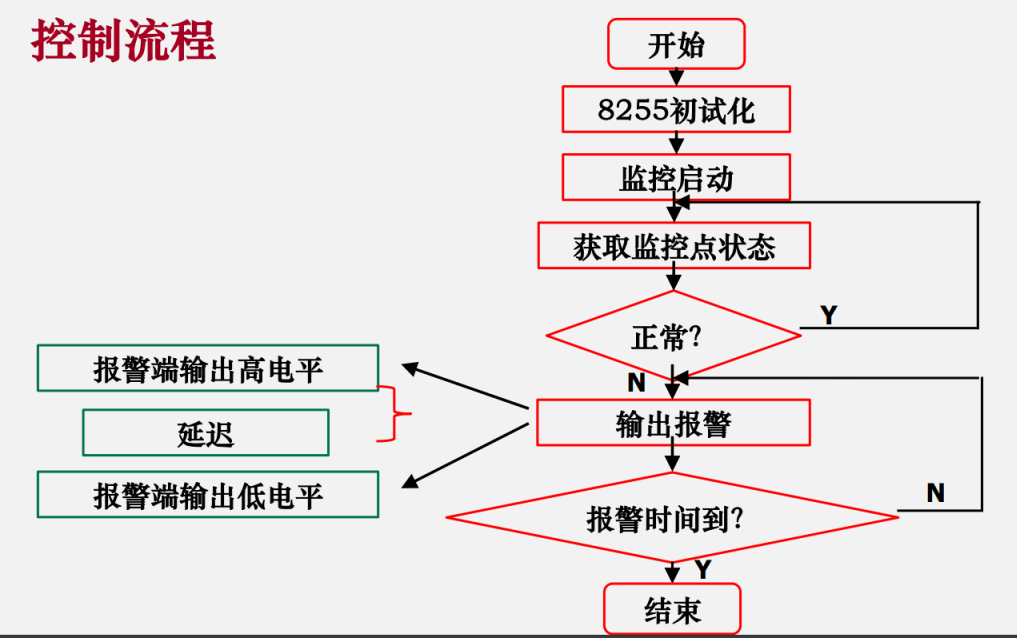 控制流程
开始
8255初试化
监控启动
获取监控点状态
正常?
Y
N
输出报警
报警时间到?
N
Y
结束
报警端输出高电平
延迟
报警端输出低电平